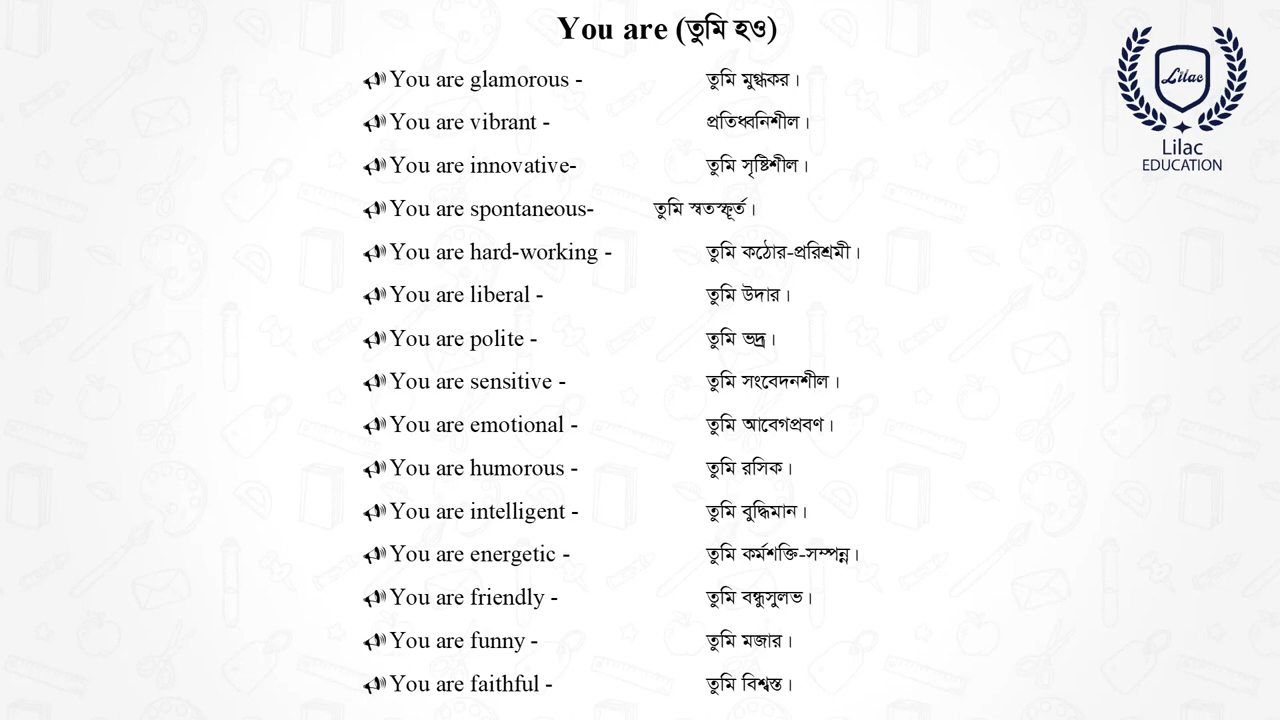 You are (তুমি হও)
You are glamorous - তুমি মুগ্ধকর।
You are vibrant - প্রতিধ্বনিশীল।
You are innovative- তুমি সৃষ্টিশীল।
You are spontaneous- তুমি স্বতস্ফূর্ত।
You are hard-working - তুমি কঠোর-প্ররিশ্রমী।
You are liberal - তুমি উদার।
You are polite - তুমি ভদ্র।
You are sensitive - তুমি সংবেদনশীল।
You are emotional - তুমি আবেগপ্রবণ।
You are humorous - তুমি রসিক।
You are intelligent - তুমি বুদ্ধিমান।
You are energetic - তুমি কর্মশক্তি-সম্পন্ন।
You are friendly - তুমি বন্ধুসুলভ।
You are funny - তুমি মজার।
You are faithful - তুমি বিশ্বস্ত।
Lilac
Lilac
EDUCATION